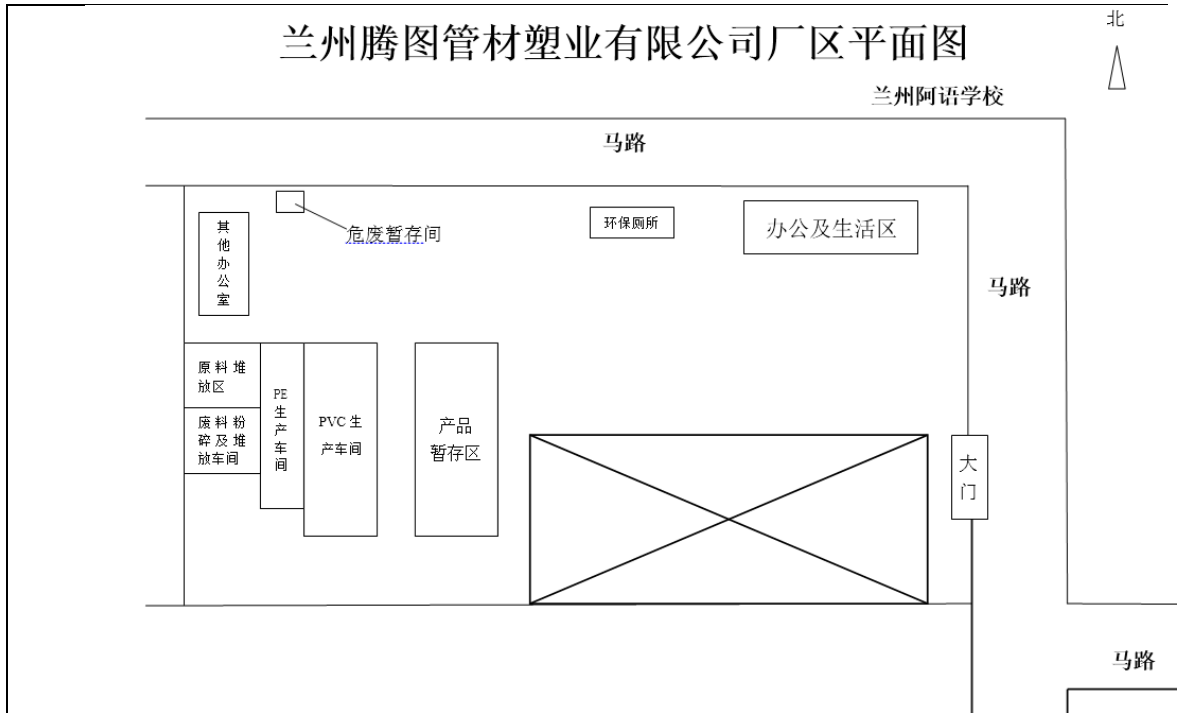 兰州腾图管材塑业有限公司厂区平面图
北
兰州阿语学校
马路
其
他
办
公
室
危废暂存间
环保厕所
办公及生活区
马路
原料堆
放区
废料粉
碎及堆
放车间
PE
生
产
车
间
PVC 生
产车间
产品
暂存区
大
门
马路